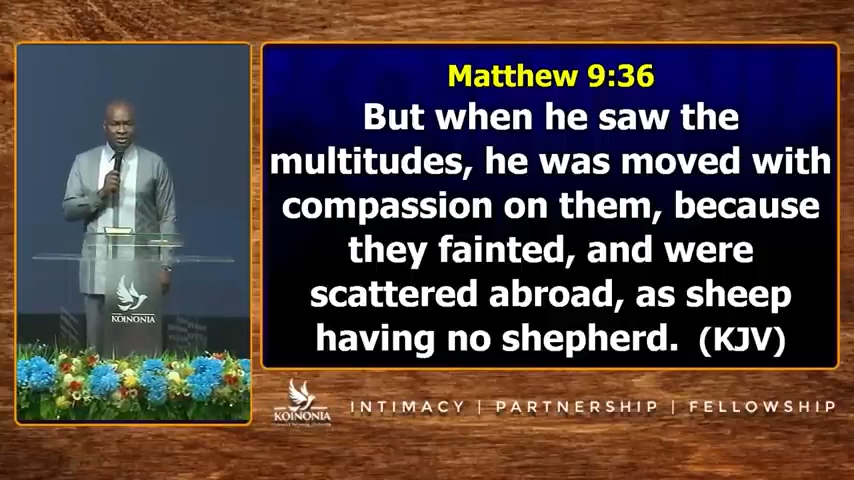 Matthew 9:36
But when he saw the
multitudes, he was moved with
compassion on them, because
they fainted, and were
scattered abroad, as sheep
having no shepherd. (KJV)
KOINONIA
KOINONIA
INTIMACY | PARTNERSHIP | FELLOWSHIP